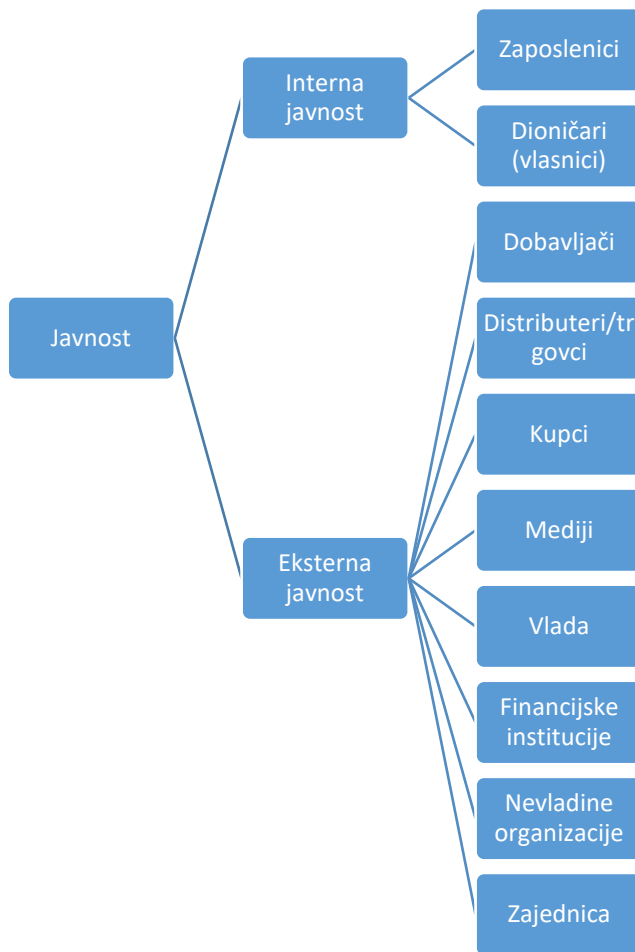 Javnost
Interna
javnost
Zaposlenici
Dioničari
(vlasnici)
Eksterna
javnost
Dobavljači
Distributeri/tr
govci
Kupci
Mediji
Vlada
Financijske
institucije
Nevladine
organizacije
Zajednica